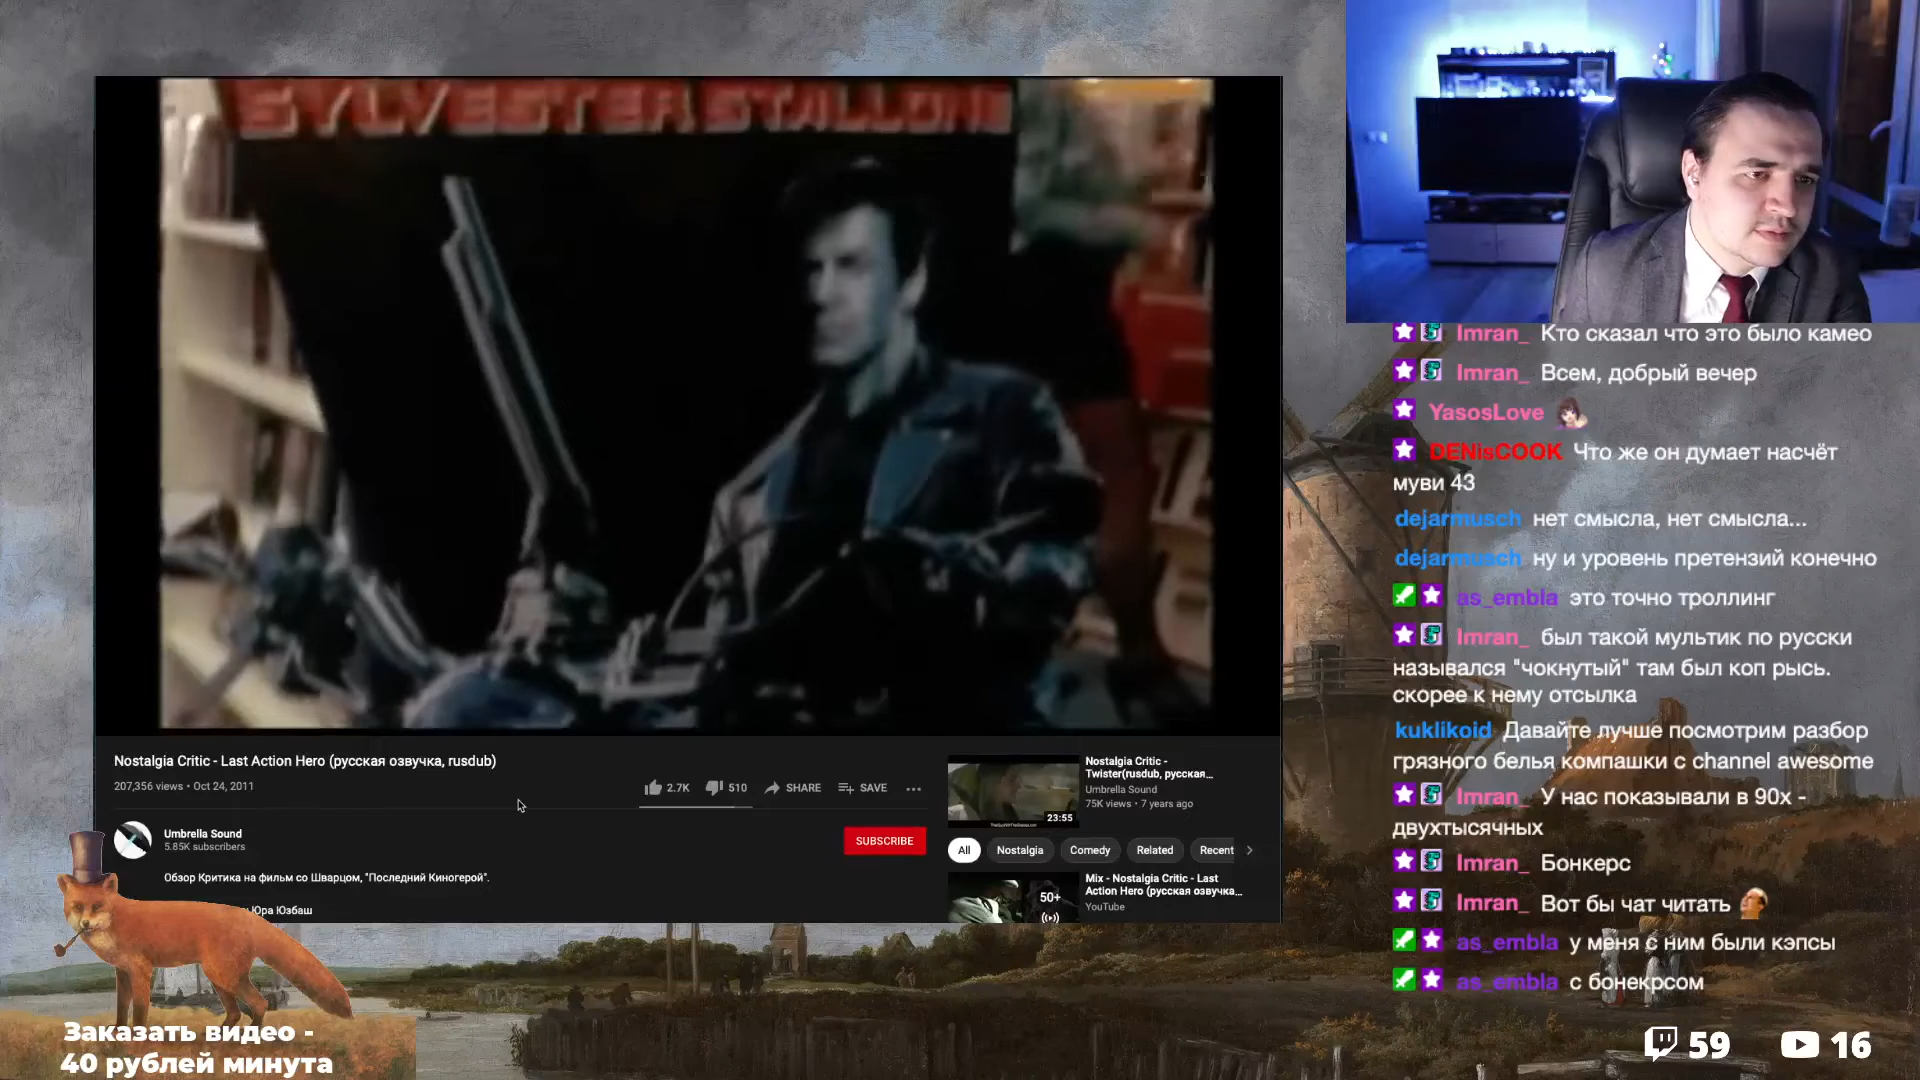 SYLVESTER STALLONE
Nostalgia Critic - Last Action Hero (русская озвучка, rusdub)
207,356 views • Oct 24, 2011
2.7K
510
SHARE
SAVE
Umbrella Sound
5.85K subscribers
SUBSCRIBE
Обзор Критика на фильм со Шварцом, "Последний Киногерой".
Юра Юзбаш
Nostalgia Critic -
Twister(rusdub, русская...
Umbrella Sound
75K views • 7 years ago
23:55
All
Nostalgia
Comedy
Related
Recent
Mix - Nostalgia Critic - Last
Action Hero (русская озвучка...
YouTube
50+
Imran_ Кто сказал что это было камео
Imran_ Всем, добрый вечер
YasosLove
DENisCOOK Что же он думает насчёт
муви 43
dejarmusch нет смысла, нет смысла...
dejarmusch ну и уровень претензий конечно
as_embla это точно троллинг
Imran_ был такой мультик по русски
назывался "чокнутый" там был коп рысь.
скорее к нему отсылка
kuklikoid Давайте лучше посмотрим разбор
грязного белья компашки с channel awesome
Imran_ У нас показывали в 90х -
двухтысячных
Imran_ Бонкерс
Imran_ Вот бы чат читать
as_embla у меня с ним были кэпсы
as_embla с бонекрсом
Заказать видео -
40 рублей минута
59
16